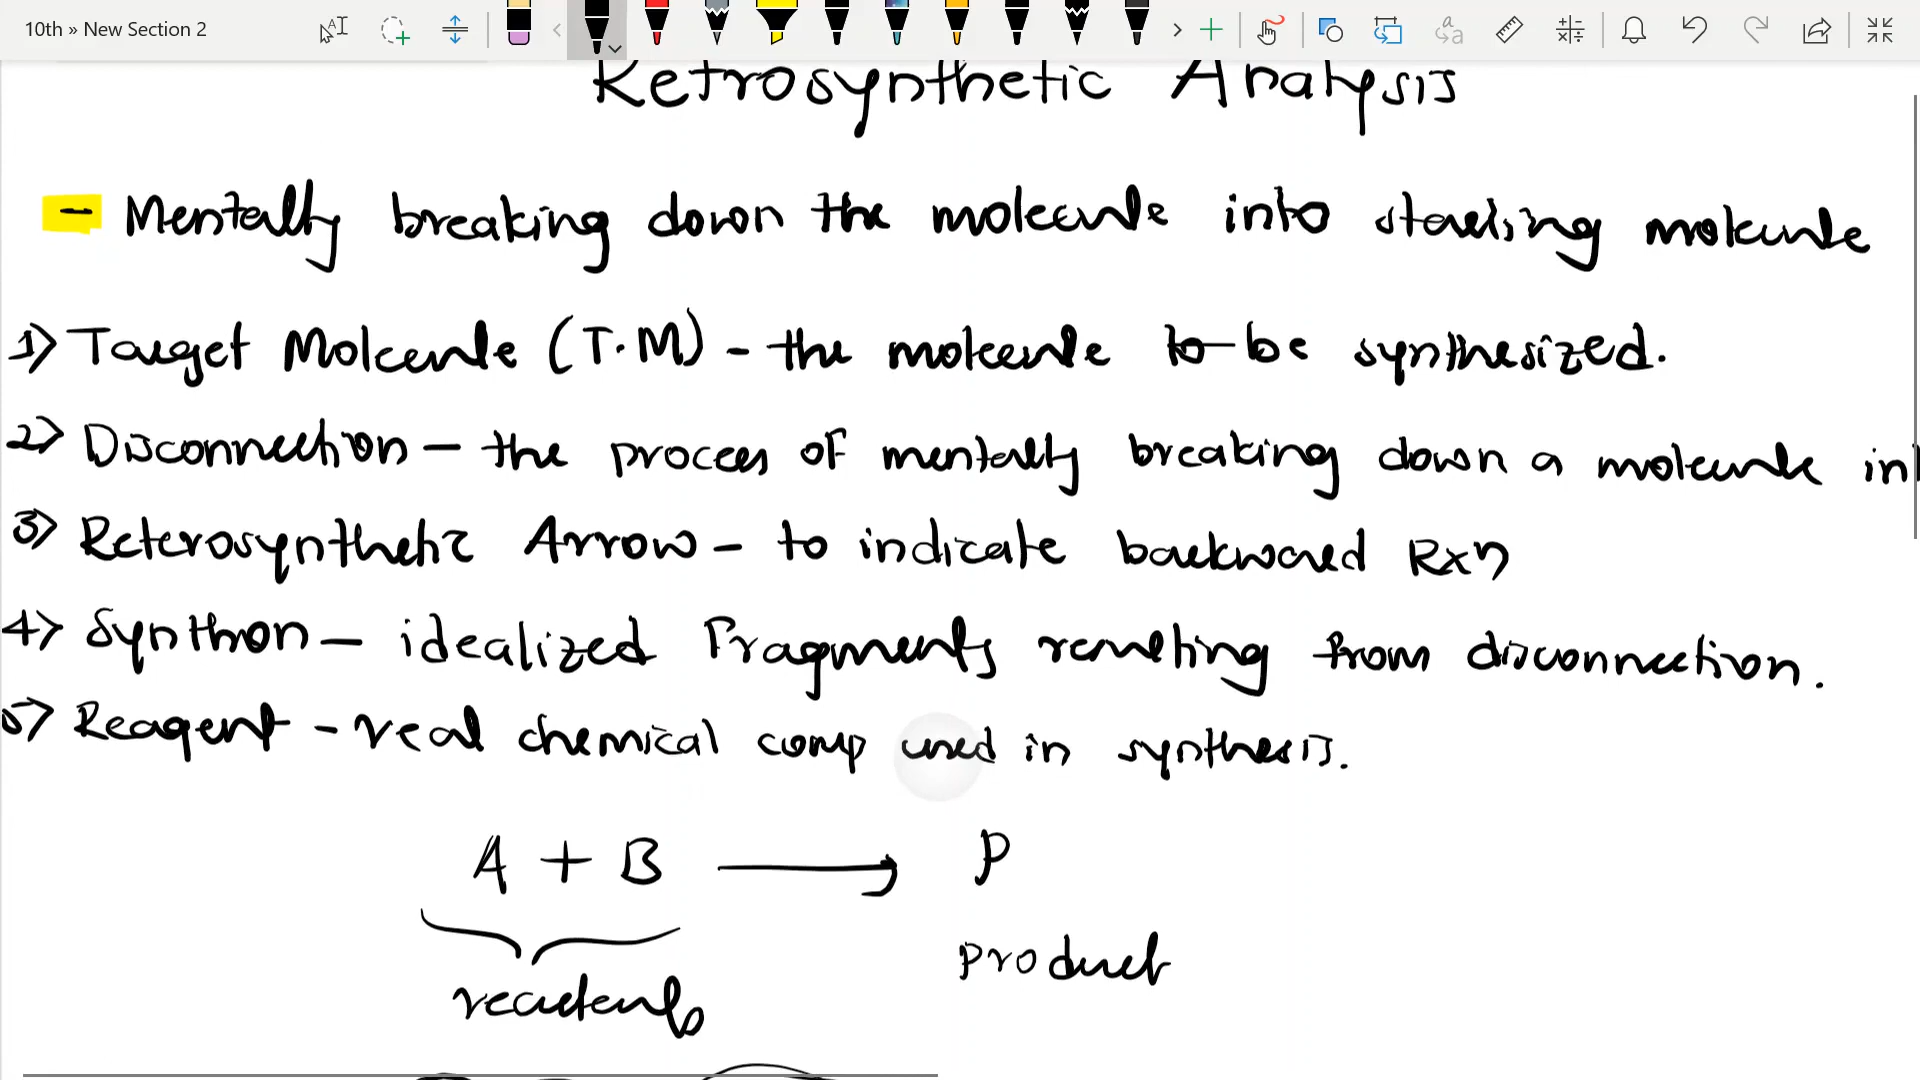 10th » New Section 2
Retrosynthetic Analysis
- Mentally breaking down the molecule into starting molecule
1) Target Molecule (T.M) - the molecule to be synthesized.
2) Disconnection - the process of mentally breaking down a molecule in
3) Reterosynthetic Arrow - to indicate backward Rxn
4) Synthon - idealized Fragments resulting from disconnection.
5) Reagent - real chemical comp used in synthesis.
A + B → P
product
reactants